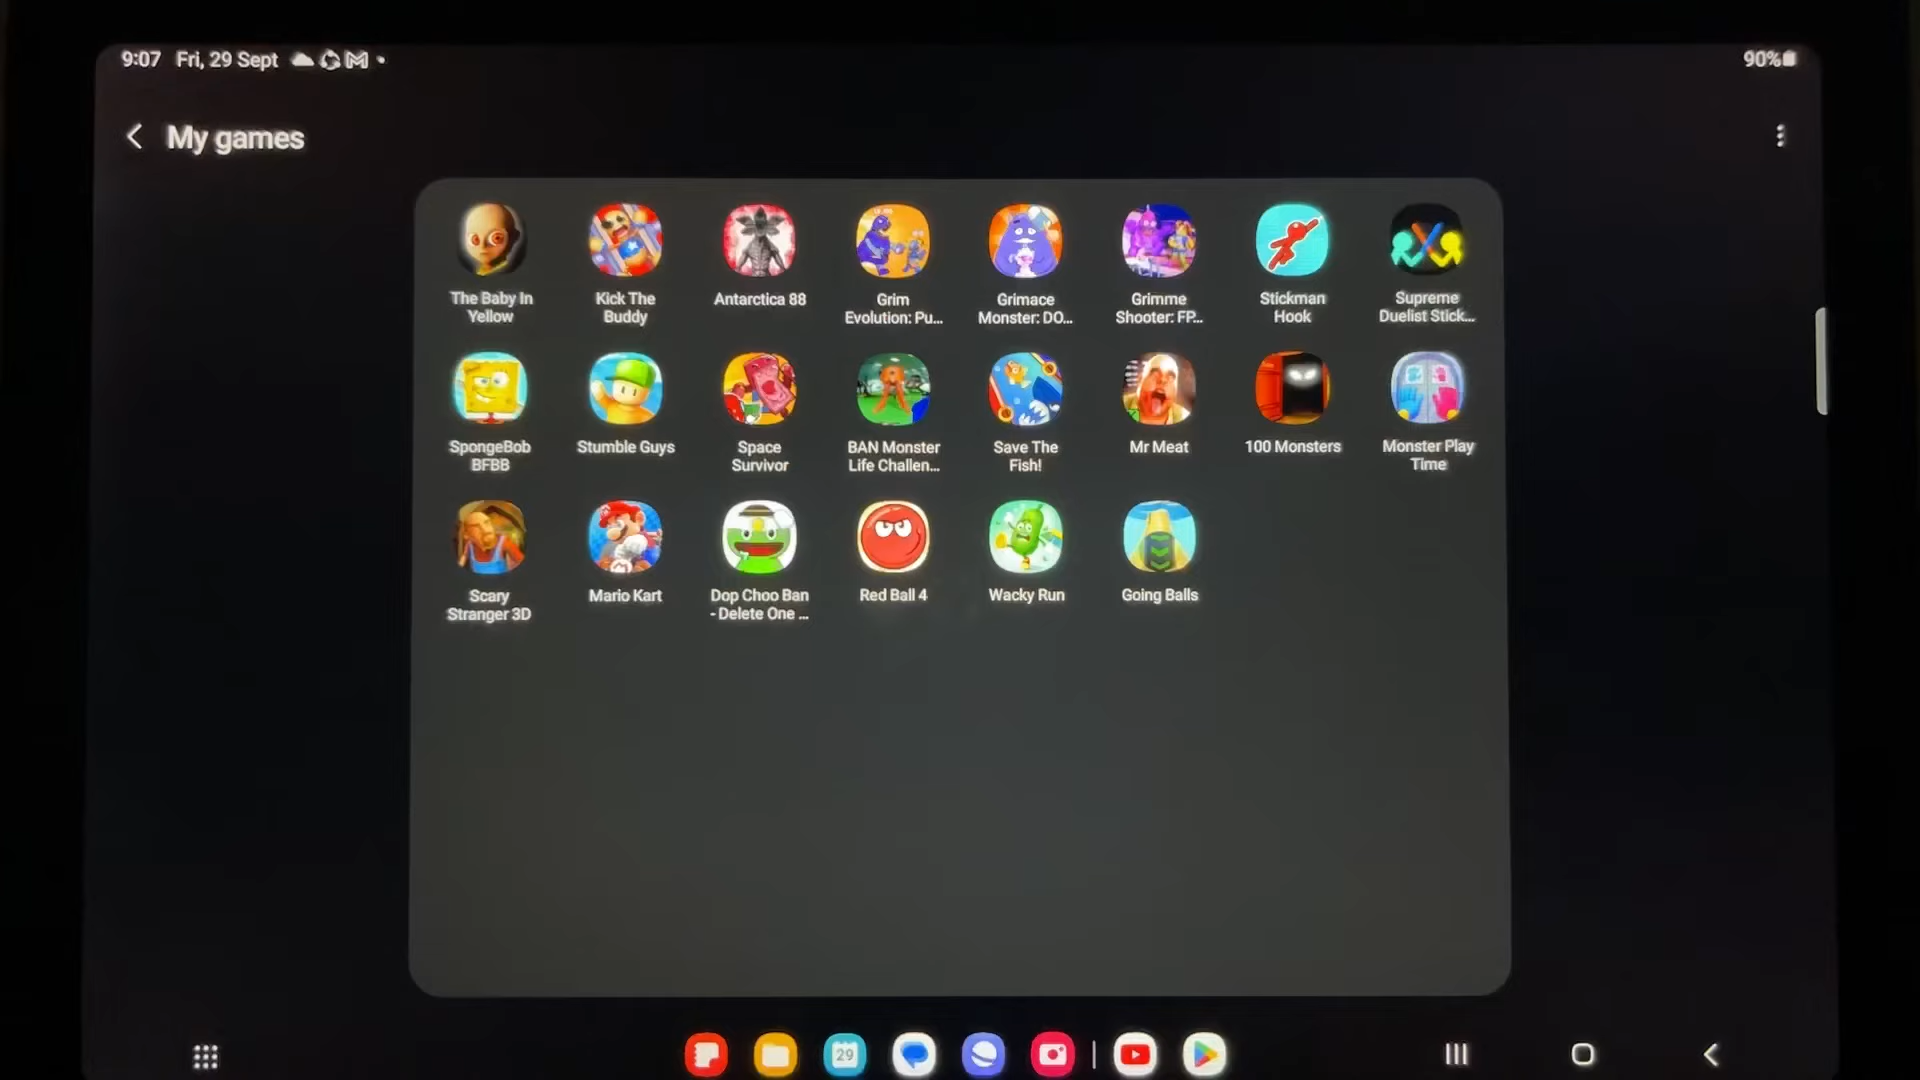 9:07 Fri, 29 Sept
90%
My games
The Baby In
Yellow
Kick The
Buddy
Antarctica 88
Grim
Evolution: Pu...
Grimace
Monster: DO...
Grimme
Shooter: FP...
Stickman
Hook
Supreme
Duelist Stick...
SpongeBob
BFBB
Stumble Guys
Space
Survivor
BAN Monster
Life Challen...
Save The
Fish!
Mr Meat
100 Monsters
Monster Play
Time
Scary
Stranger 3D
Mario Kart
Dop Choo Ban
- Delete One ...
Red Ball 4
Wacky Run
Going Balls
29